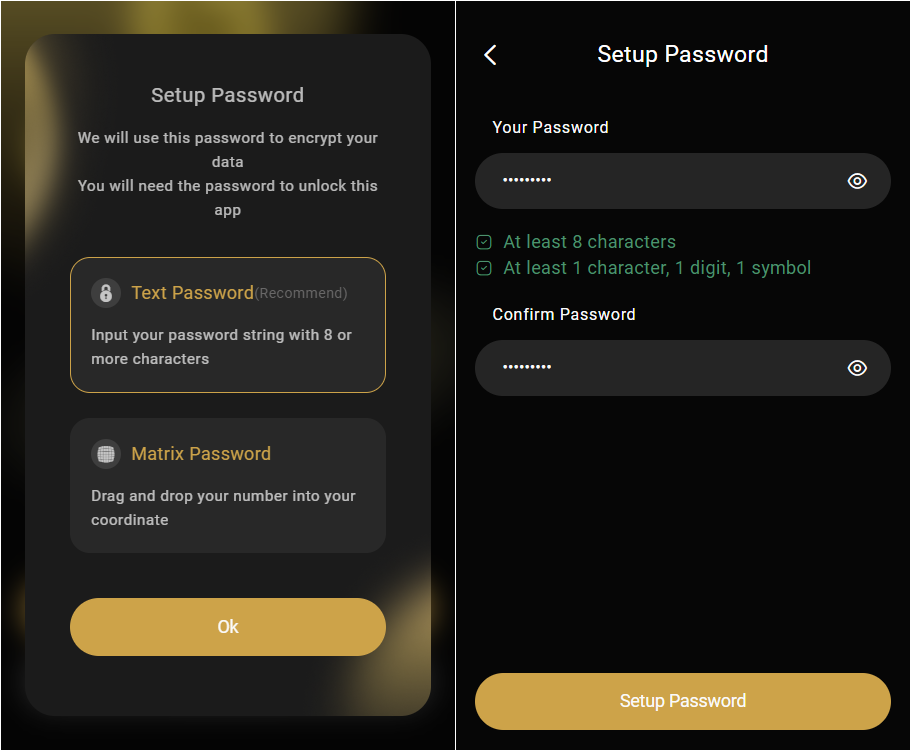 Setup Password
We will use this password to encrypt your
data
You will need the password to unlock this
app
Text Password(Recommend)
Input your password string with 8 or
more characters
Matrix Password
Drag and drop your number into your
coordinate
Ok
Setup Password
Your Password
•••••••••
At least 8 characters
At least 1 character, 1 digit, 1 symbol
Confirm Password
•••••••••
Setup Password